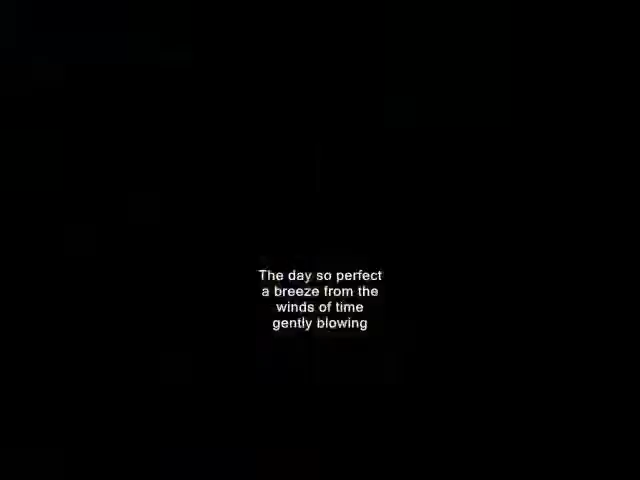 The day so perfect
a breeze from the
winds of time
gently blowing